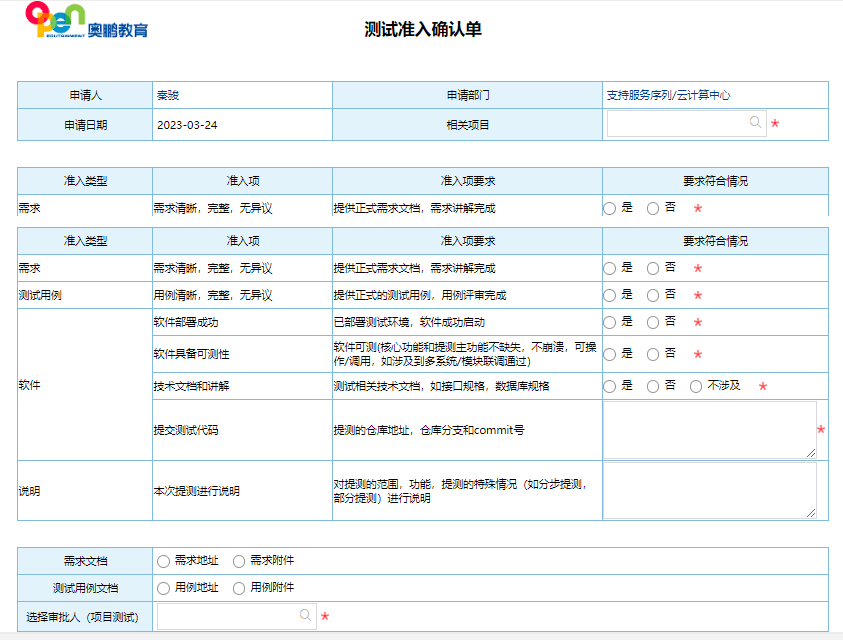 open
奥鹏教育
测试准入确认单
申请人 秦骏 申请部门 支持服务序列/云计算中心
申请日期 2023-03-24 相关项目 *
准入类型 准入项 准入项要求 要求符合情况
需求 需求清晰，完整，无异议 提供正式需求文档，需求讲解完成 是 否 *
准入类型 准入项 准入项要求 要求符合情况
需求 需求清晰，完整，无异议 提供正式需求文档，需求讲解完成 是 否 *
测试用例 用例清晰，完整，无异议 提供正式的测试用例，用例评审完成 是 否 *
软件部署成功 已部署测试环境，软件成功启动 是 否 *
软件具备可测性 软件可测(核心功能和提测主功能不缺失，不崩溃，可操
作/调用，如涉及到多系统/模块联调通过) 是 否 *
软件 技术文档和讲解 测试相关技术文档，如接口规格，数据库规格 是 否 不涉及 *
提交测试代码 提测的仓库地址，仓库分支和commit号 *
说明 本次提测进行说明 对提测的范围，功能，提测的特殊情况（如分步提测，
部分提测）进行说明
需求文档 需求地址 需求附件
测试用例文档 用例地址 用例附件
选择审批人（项目测试） *